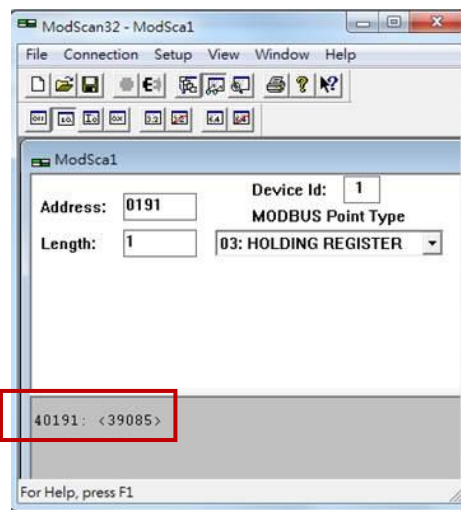 ModScan32 - ModSca1
File Connection Setup View Window Help
ModSca1
Address: 0191
Device Id: 1
MODBUS Point Type
Length: 1
03: HOLDING REGISTER
40191: <39085>
For Help, press F1